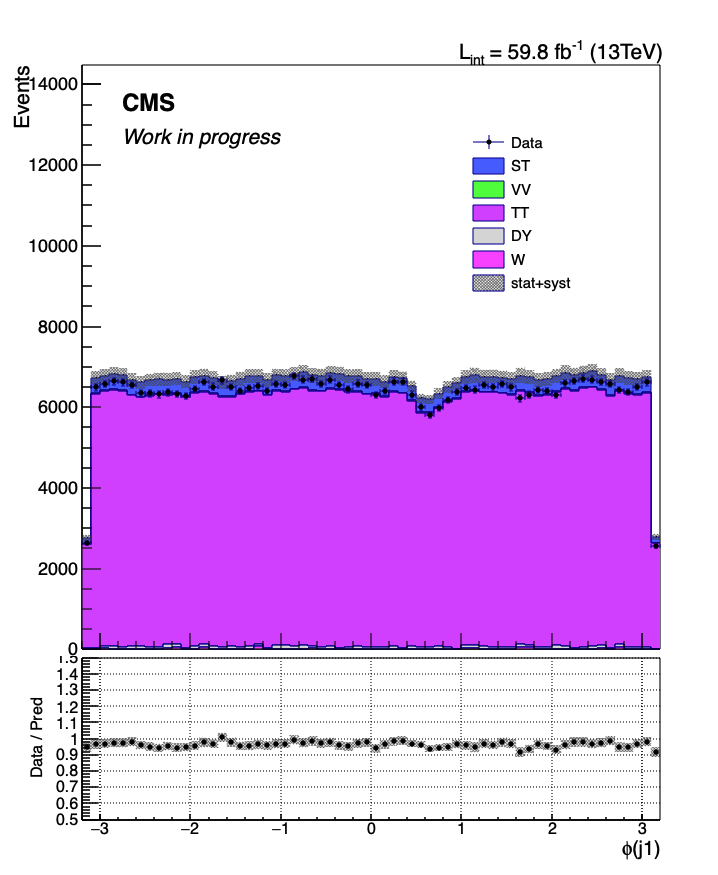 L_int = 59.8 fb^-1 (13TeV)
Events
14000
12000
10000
8000
6000
4000
2000
0
CMS
Work in progress
Data
ST
VV
TT
DY
W
stat+syst
Data / Pred
1.5
1.4
1.3
1.2
1.1
1
0.9
0.8
0.7
0.6
0.5
−3 −2 −1 0 1 2 3
ϕ(j1)